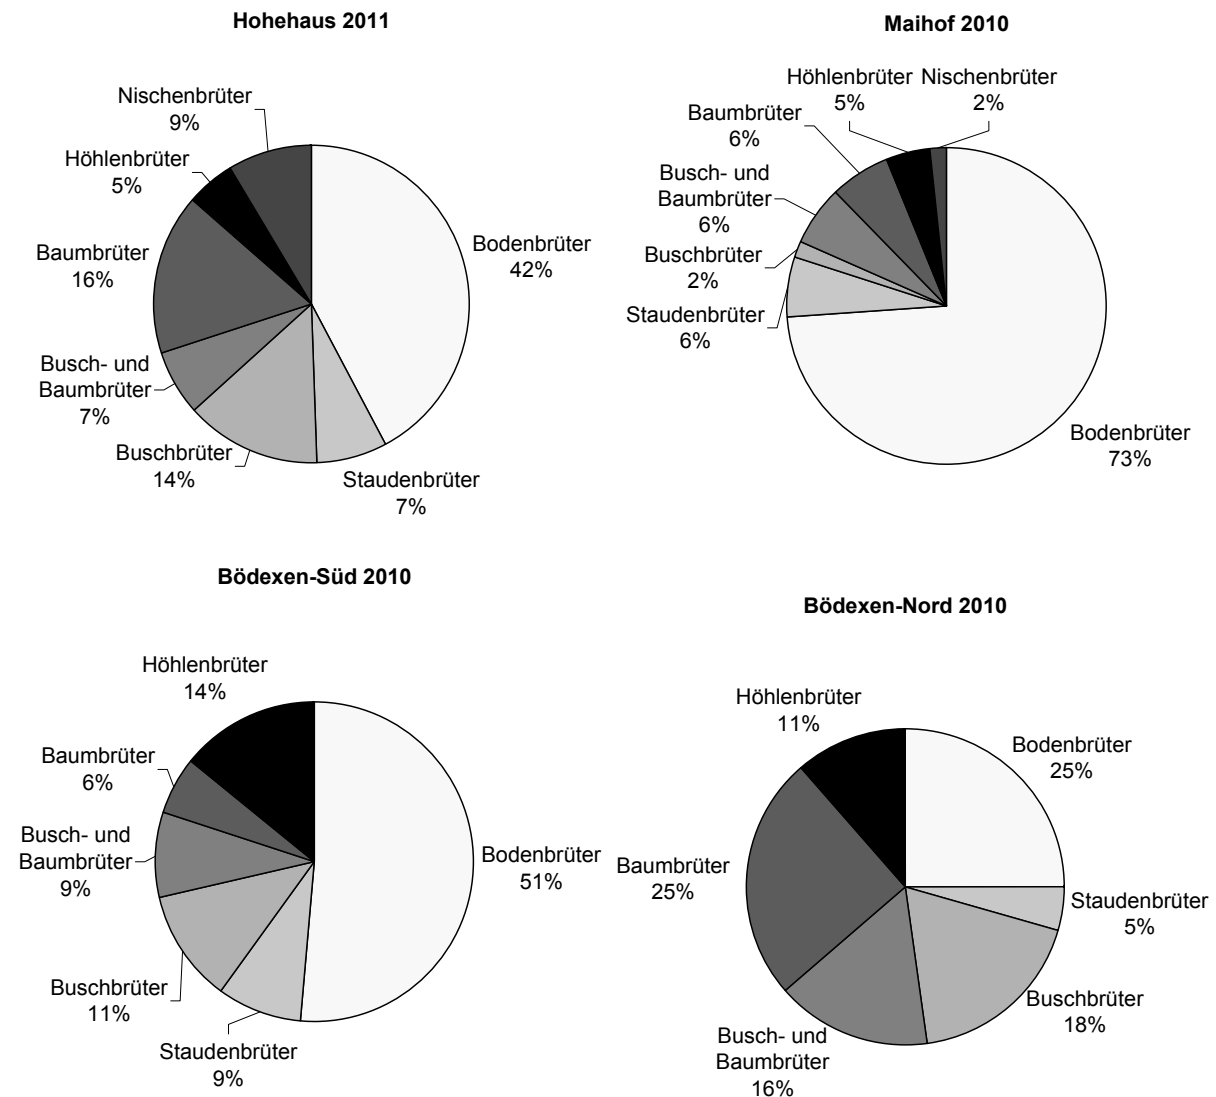 Hohehaus 2011
Nischenbrüter
9%
Höhlenbrüter
5%
Baumbrüter
16%
Busch- und
Baumbrüter
7%
Buschbrüter
14%
Staudenbrüter
7%
Bodenbrüter
42%
Maihof 2010
Höhlenbrüter
5%
Nischenbrüter
2%
Baumbrüter
6%
Busch- und
Baumbrüter
6%
Buschbrüter
2%
Staudenbrüter
6%
Bodenbrüter
73%
Bödexen-Süd 2010
Höhlenbrüter
14%
Baumbrüter
6%
Busch- und
Baumbrüter
9%
Buschbrüter
11%
Staudenbrüter
9%
Bodenbrüter
51%
Bödexen-Nord 2010
Höhlenbrüter
11%
Bodenbrüter
25%
Baumbrüter
25%
Staudenbrüter
5%
Buschbrüter
18%
Busch- und
Baumbrüter
16%